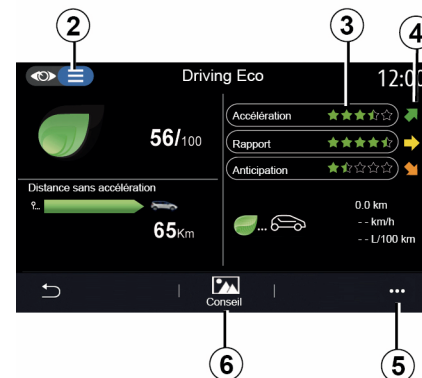 2
3
4
Driving Eco
12:00
56/100
Accélération
Rapport
Anticipation
Distance sans accélération
65Km
0.0 km
-- km/h
-- L/100 km
Conseil
6
5